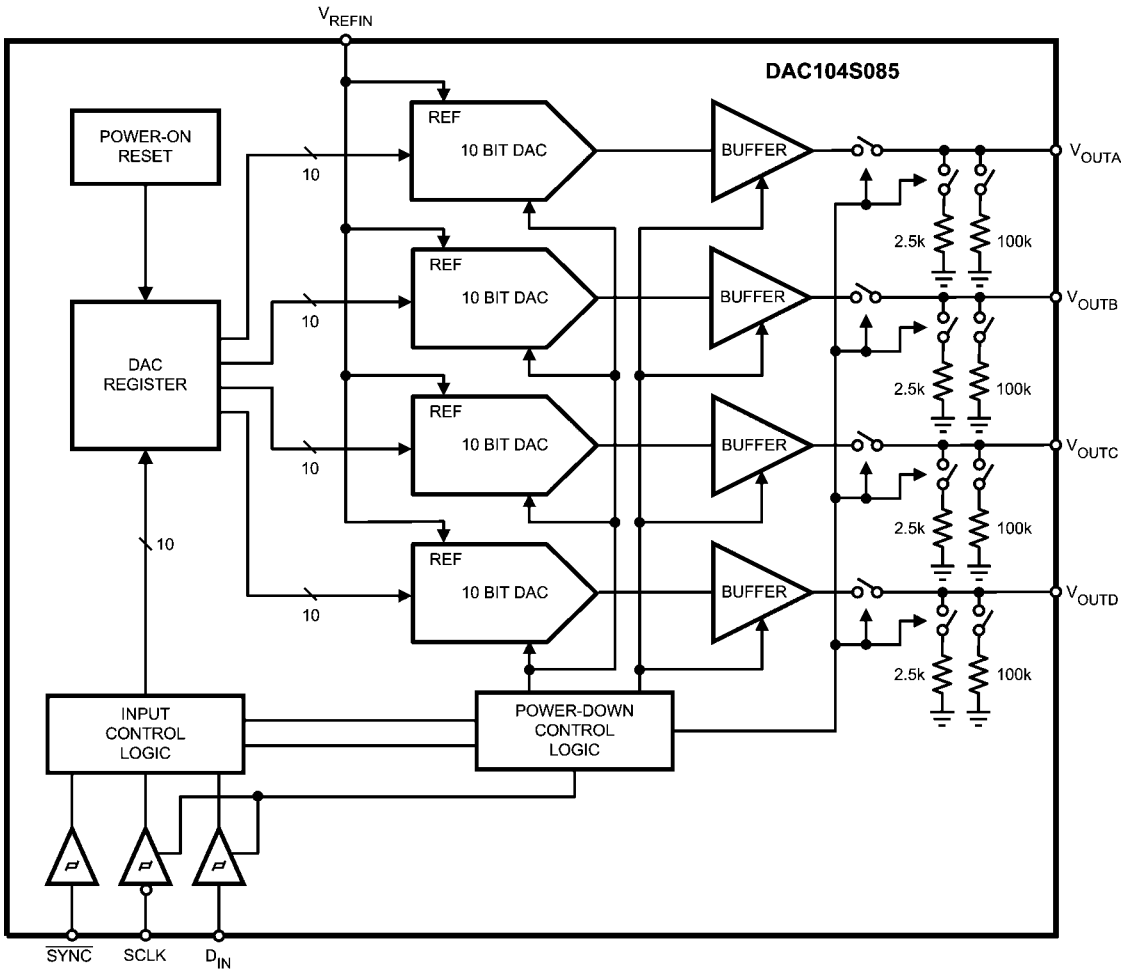 VREFIN
DAC104S085
POWER-ON
RESET
REF
10 BIT DAC
BUFFER
VOUTA
10
2.5k
100k
REF
10 BIT DAC
BUFFER
VOUTB
10
2.5k
100k
DAC
REGISTER
REF
10 BIT DAC
BUFFER
VOUTC
10
2.5k
100k
10
REF
10 BIT DAC
BUFFER
VOUTD
10
2.5k
100k
INPUT
CONTROL
LOGIC
POWER-DOWN
CONTROL
LOGIC
SYNC
SCLK
DIN